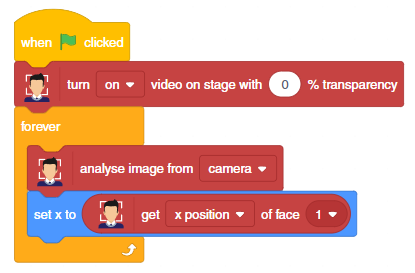 when clicked
turn on video on stage with 0 % transparency
forever
analyse image from camera
set x to get x position of face 1